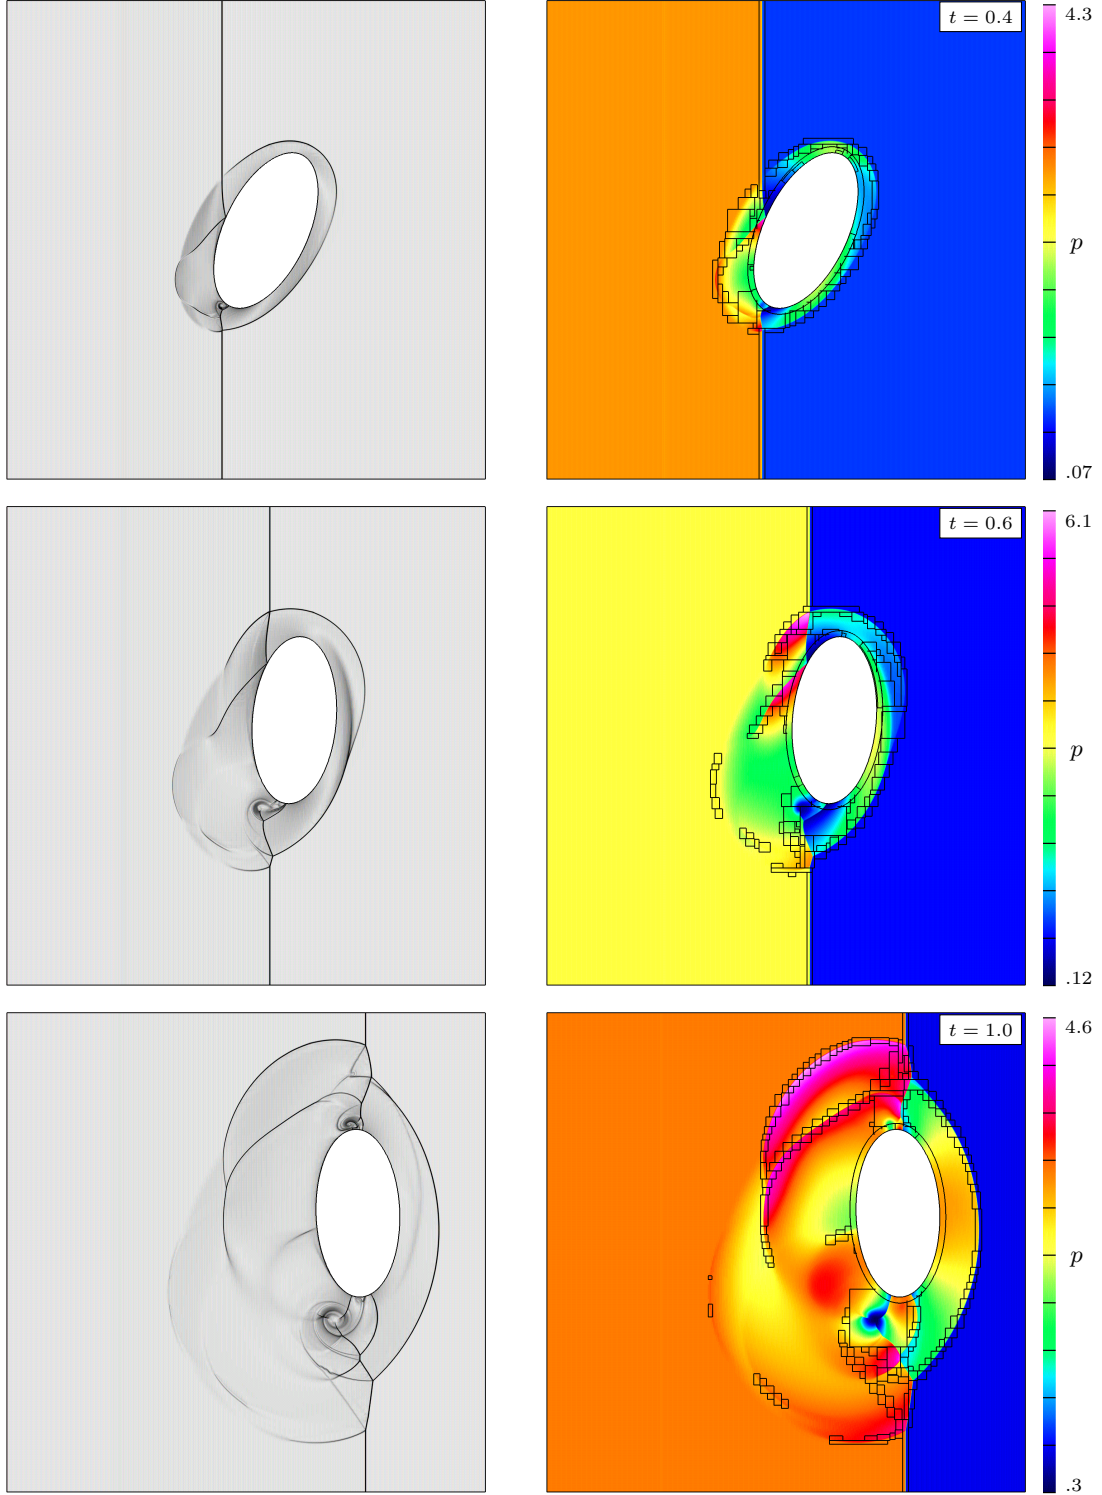 t = 0.4
4.3
p
.07
t = 0.6
6.1
p
.12
t = 1.0
4.6
p
.3